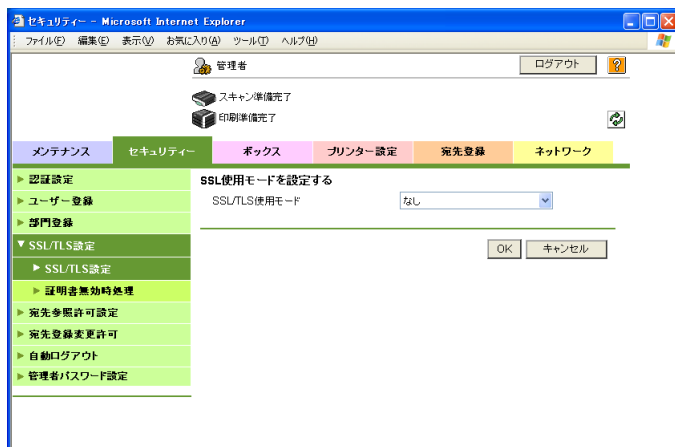 セキュリティー - Microsoft Internet Explorer
ファイル(F) 編集(E) 表示(V) お気に入り(A) ツール(T) ヘルプ(H)
管理者
ログアウト
?
スキャン準備完了
印刷準備完了
メンテナンス セキュリティー ボックス プリンター設定 宛先登録 ネットワーク
認証設定
ユーザー登録
部門登録
SSL/TLS設定
SSL/TLS設定
証明書無効時処理
宛先参照許可設定
宛先登録変更許可
自動ログアウト
管理者パスワード設定
SSL使用モードを設定する
SSL/TLS使用モード なし
OK キャンセル